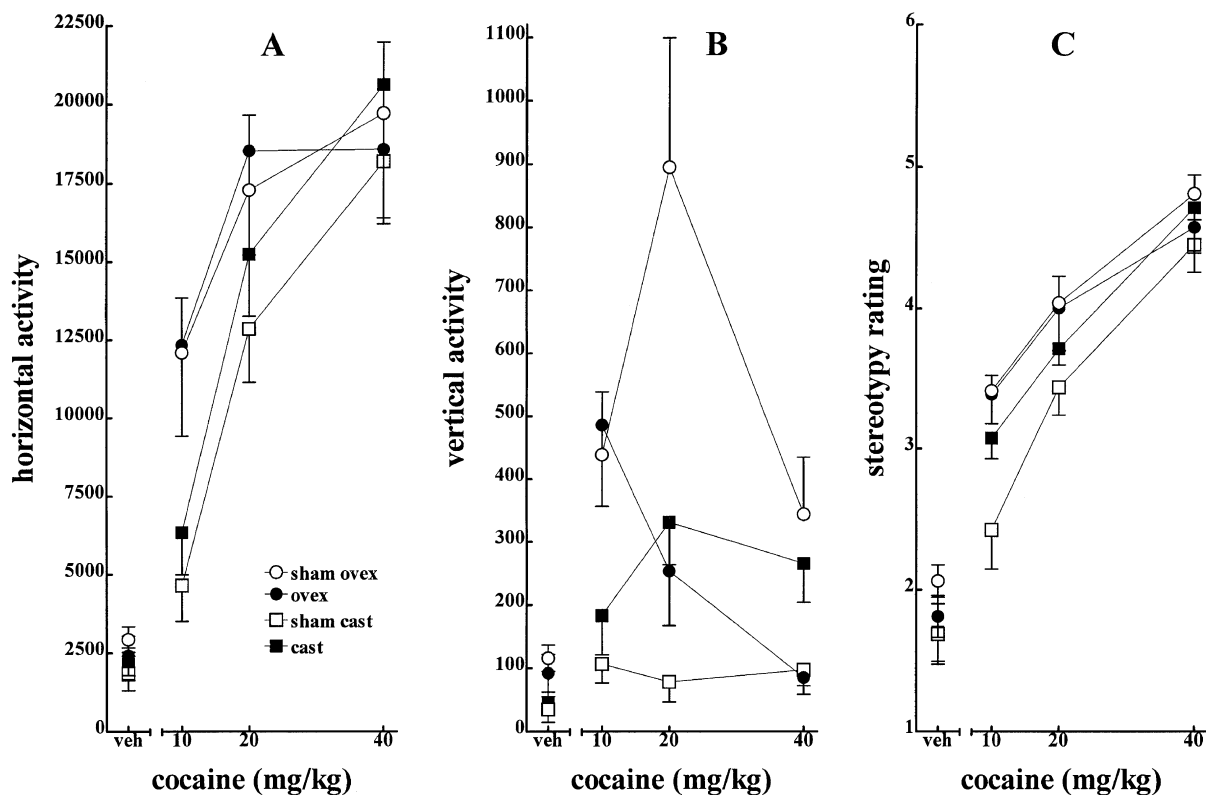 A
22500
20000
17500
15000
12500
10000
7500
5000
2500
0
horizontal activity
sham ovex
ovex
sham cast
cast
veh 10 20 40
cocaine (mg/kg)
B
1100
1000
900
800
700
600
500
400
300
200
100
0
vertical activity
veh 10 20 40
cocaine (mg/kg)
C
6
5
4
3
2
1
stereotypy rating
veh 10 20 40
cocaine (mg/kg)